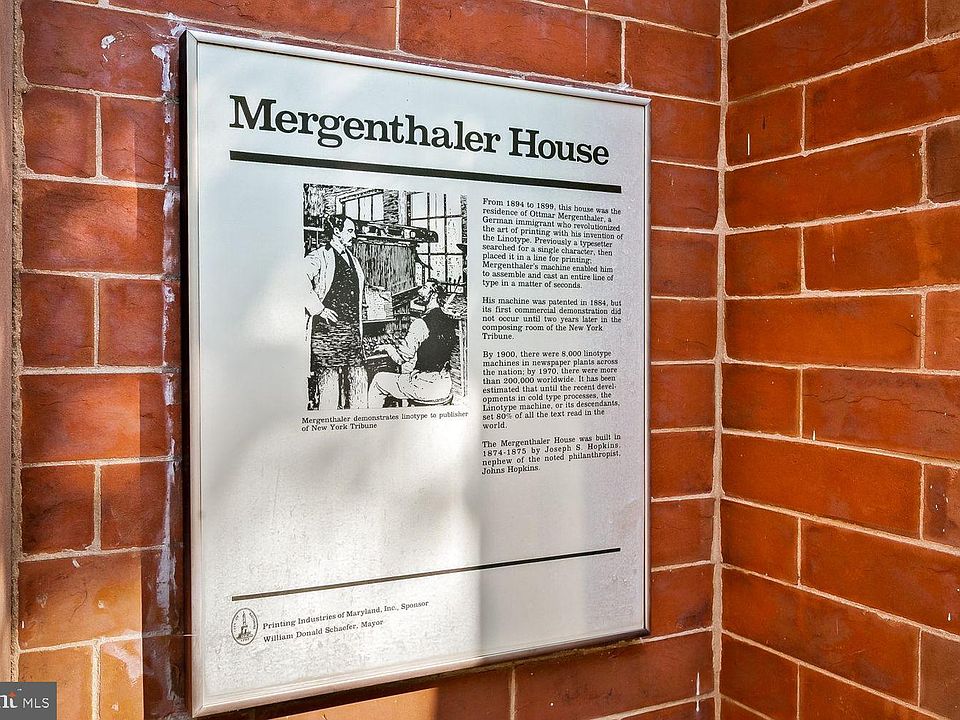 Mergenthaler House
From 1894 to 1899, this house was the
residence of Ottmar Mergenthaler, a
German immigrant who revolutionized
the art of printing with his invention of
the Linotype. Previously a typesetter
searched for a single character, then
placed it in a line for printing;
Mergenthaler's machine enabled him
to assemble and cast an entire line of
type in a matter of seconds.
His machine was patented in 1884, but
its first commercial demonstration did
not occur until two years later in the
composing room of the New York
Tribune.
By 1900, there were 8,000 linotype
machines in newspaper plants across
the nation; by 1970, there were more
than 200,000 worldwide. It has been
estimated that until the recent devel-
opments in cold type processes, the
Linotype machine, or its descendants,
set 80% of all the text read in the
world.
The Mergenthaler House was built in
1874-1875 by Joseph S. Hopkins,
nephew of the noted philanthropist,
Johns Hopkins.
Mergenthaler demonstrates linotype to publisher
of New York Tribune
Printing Industries of Maryland, Inc., Sponsor
William Donald Schaefer, Mayor
MLS